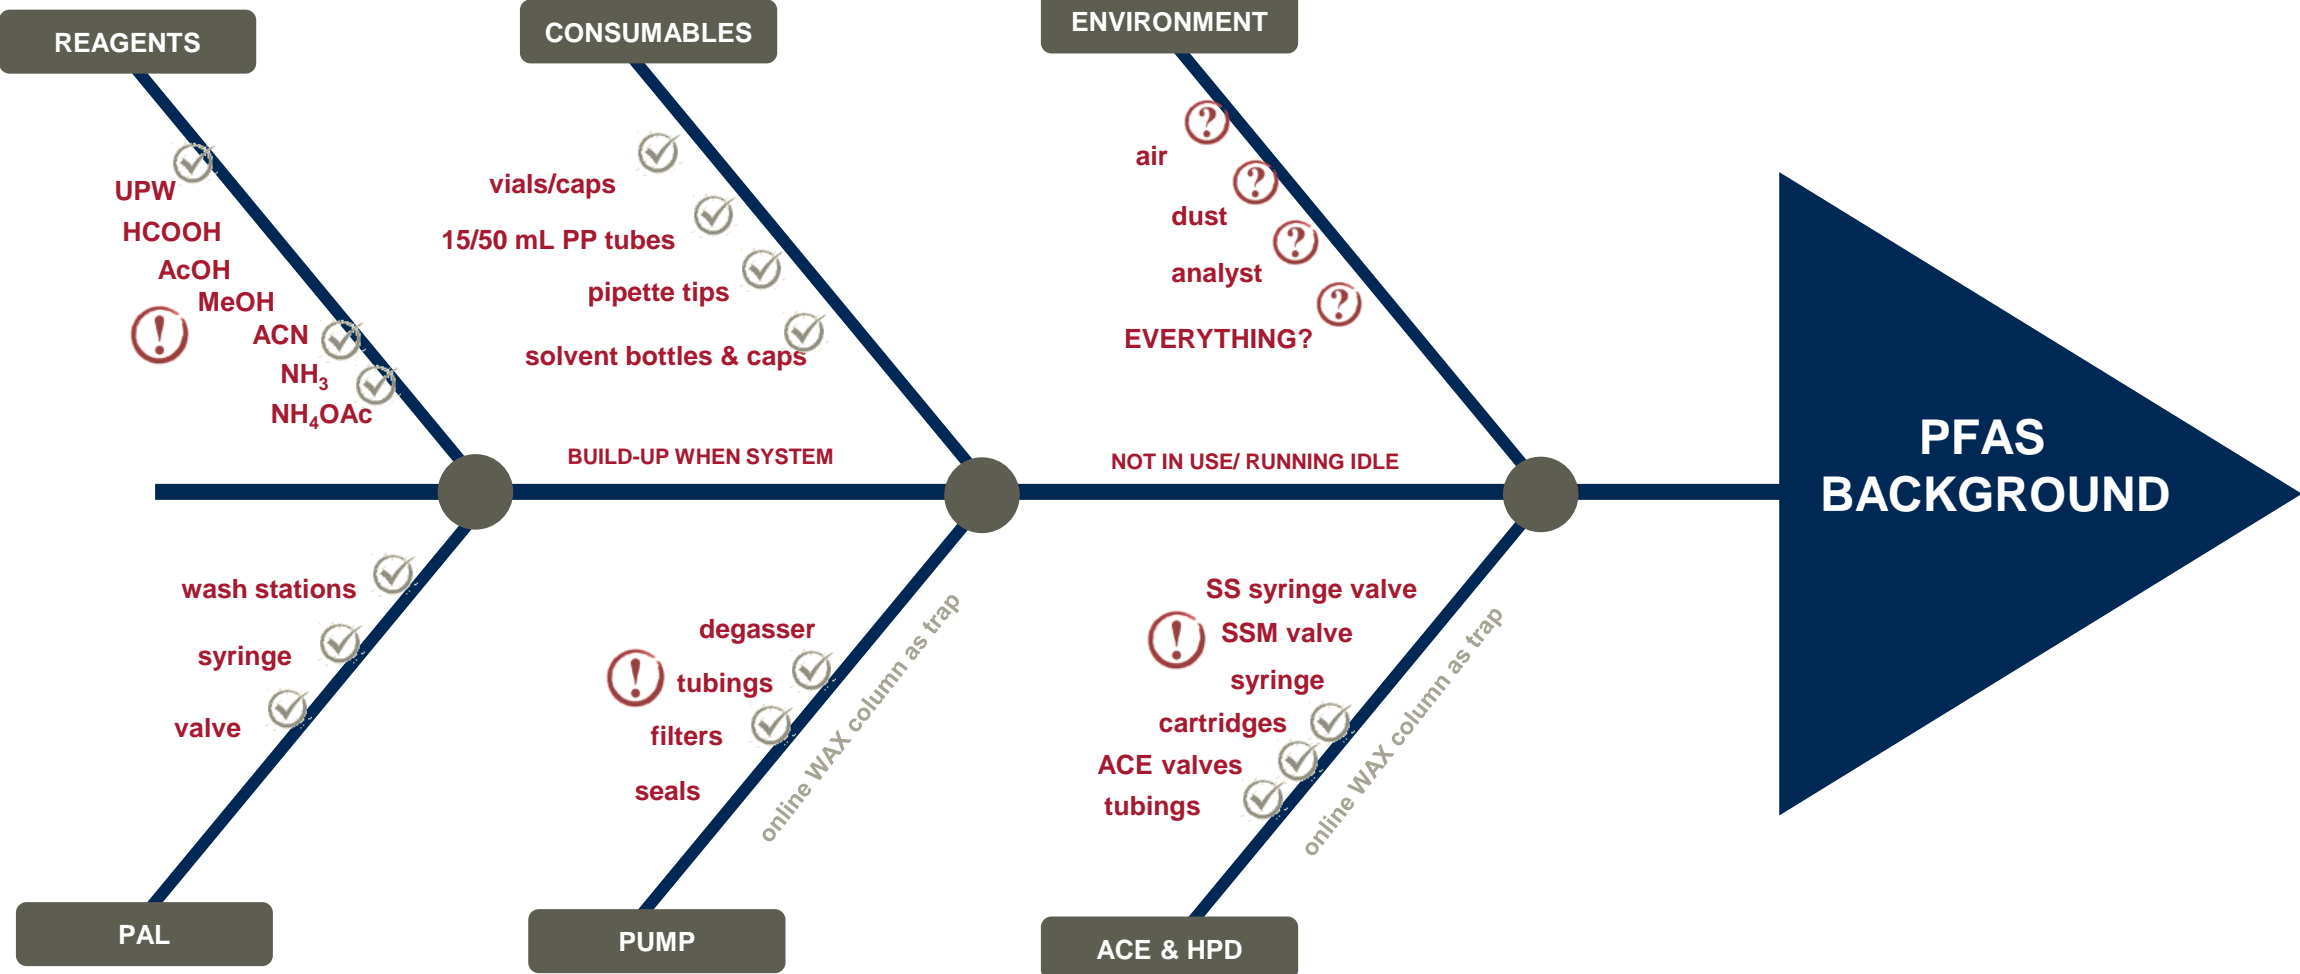 REAGENTS
CONSUMABLES
ENVIRONMENT
UPW
HCOOH
AcOH
MeOH
ACN
NH₃
NH₄OAc
vials/caps
15/50 mL PP tubes
pipette tips
solvent bottles & caps
air
dust
analyst
EVERYTHING?
BUILD-UP WHEN SYSTEM
NOT IN USE/ RUNNING IDLE
PFAS
BACKGROUND
wash stations
syringe
valve
degasser
tubings
filters
seals
online WAX column as trap
SS syringe valve
SSM valve
syringe
cartridges
ACE valves
tubings
online WAX column as trap
PAL
PUMP
ACE & HPD